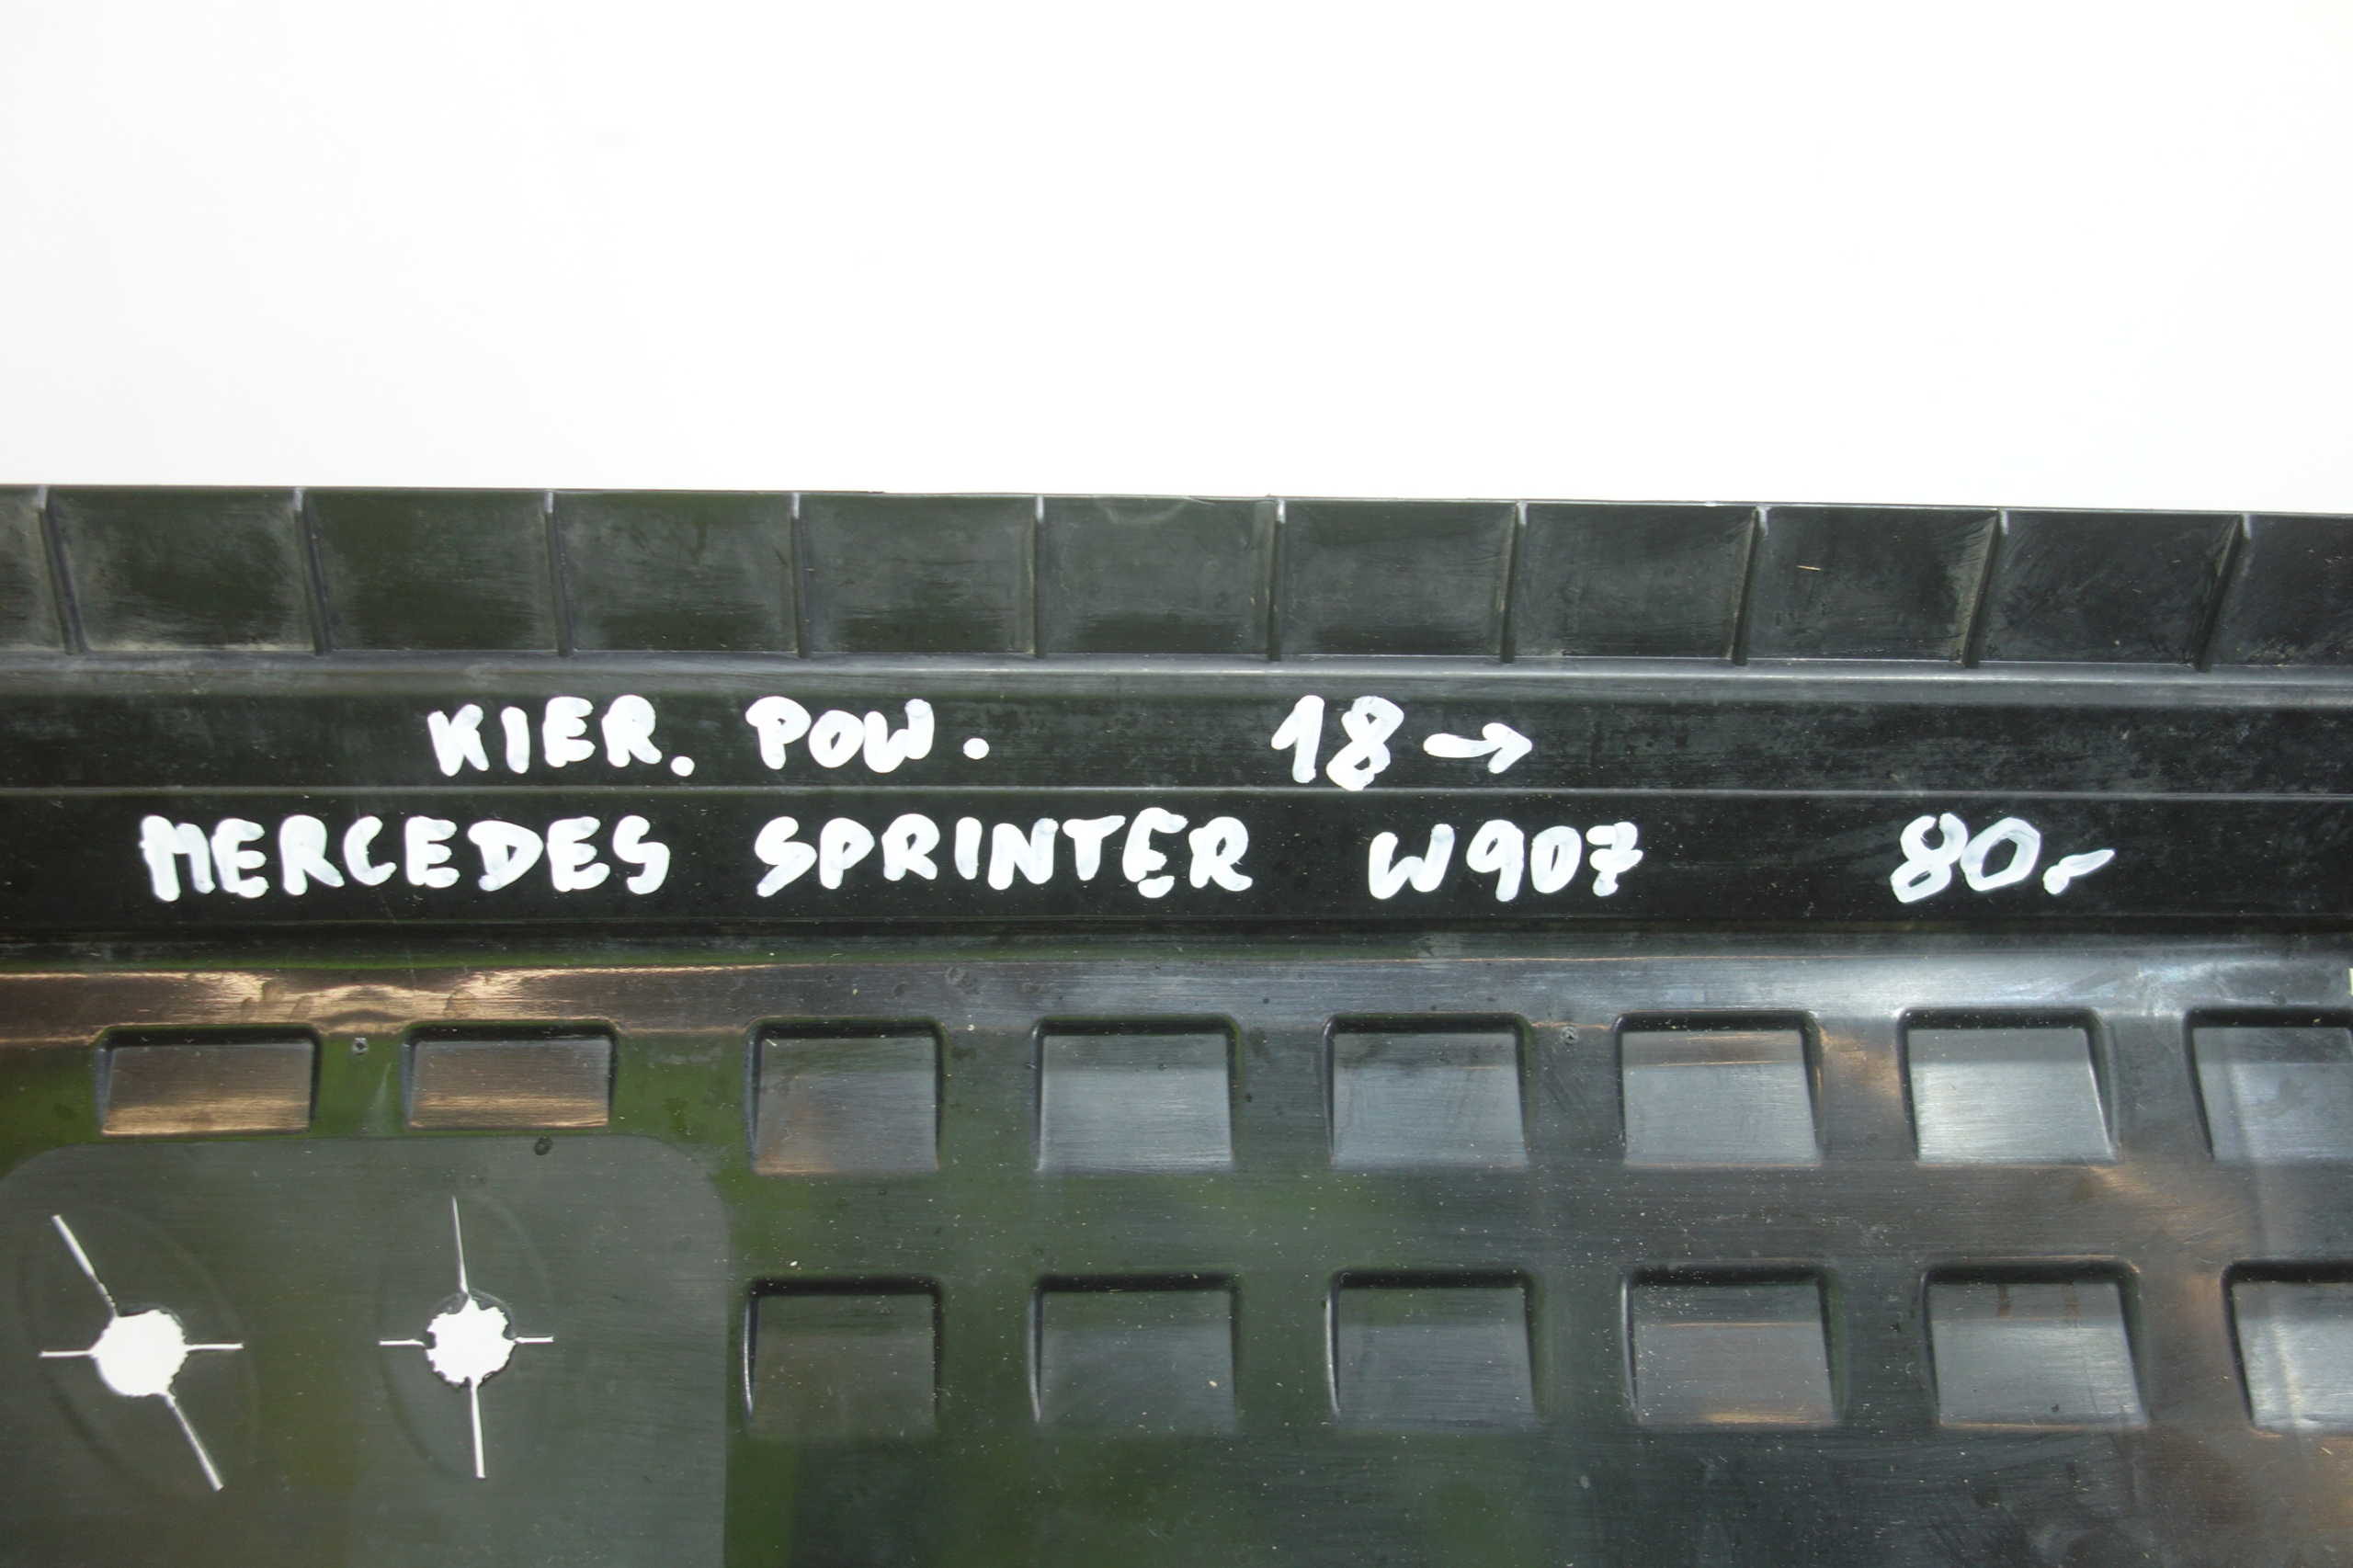 KIER. POW. 18→
MERCEDES SPRINTER W907 80.-